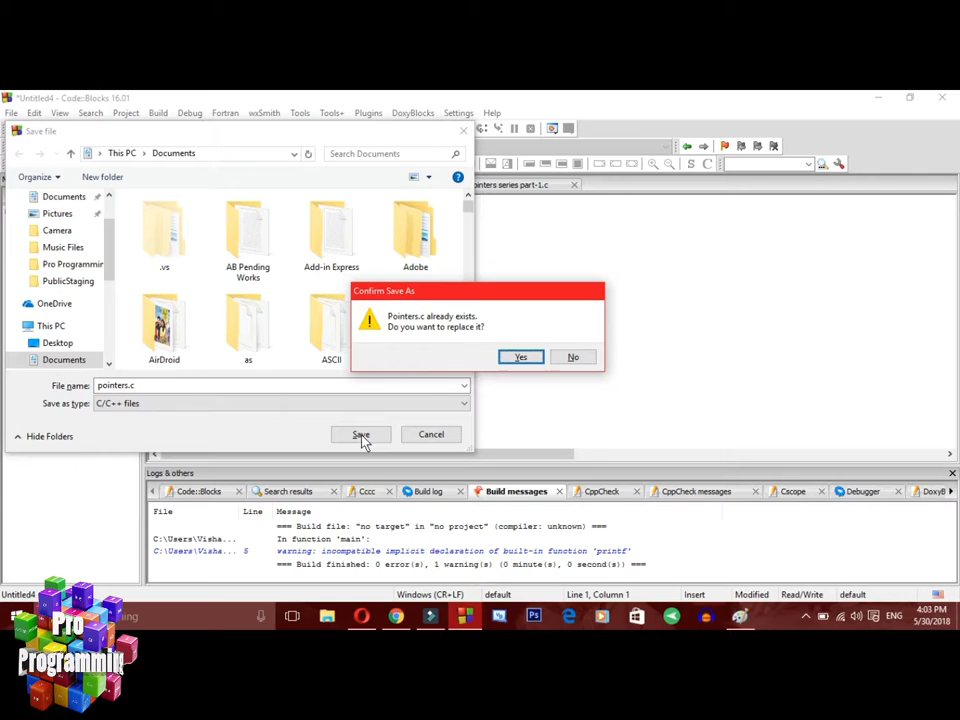 *Untitled4 - Code::Blocks 16.01
File Edit View Search Project Build Debug Fortran wxSmith Tools Tools+ Plugins DoxyBlocks Settings Help
Save file
This PC > Documents
Search Documents
Organize
New folder
S C
Documents
Pictures
Camera
Music Files
Pro Programmin
PublicStaging
OneDrive
This PC
Desktop
Documents
.vs
AB Pending Works
Add-in Express
Adobe
AirDroid
as
ASCII
inters series part-1.c
Confirm Save As
Pointers.c already exists.
Do you want to replace it?
Yes
No
File name: pointers.c
Save as type: C/C++ files
Hide Folders
Save
Cancel
Logs & others
Code::Blocks
Search results
Cccc
Build log
Build messages
CppCheck
CppCheck messages
Cscope
Debugger
DoxyB
File Line Message
=== Build file: "no target" in "no project" (compiler: unknown) ===
C:\Users\Visha... In function 'main':
C:\Users\Visha... 5 warning: incompatible implicit declaration of built-in function 'printf'
=== Build finished: 0 error(s), 1 warning(s) (0 minute(s), 0 second(s)) ===
Untitled4
Windows (CR+LF)
default
Line 1, Column 1
Insert
Modified
Read/Write
default
ENG
4:03 PM
5/30/2018
Pro
Programming